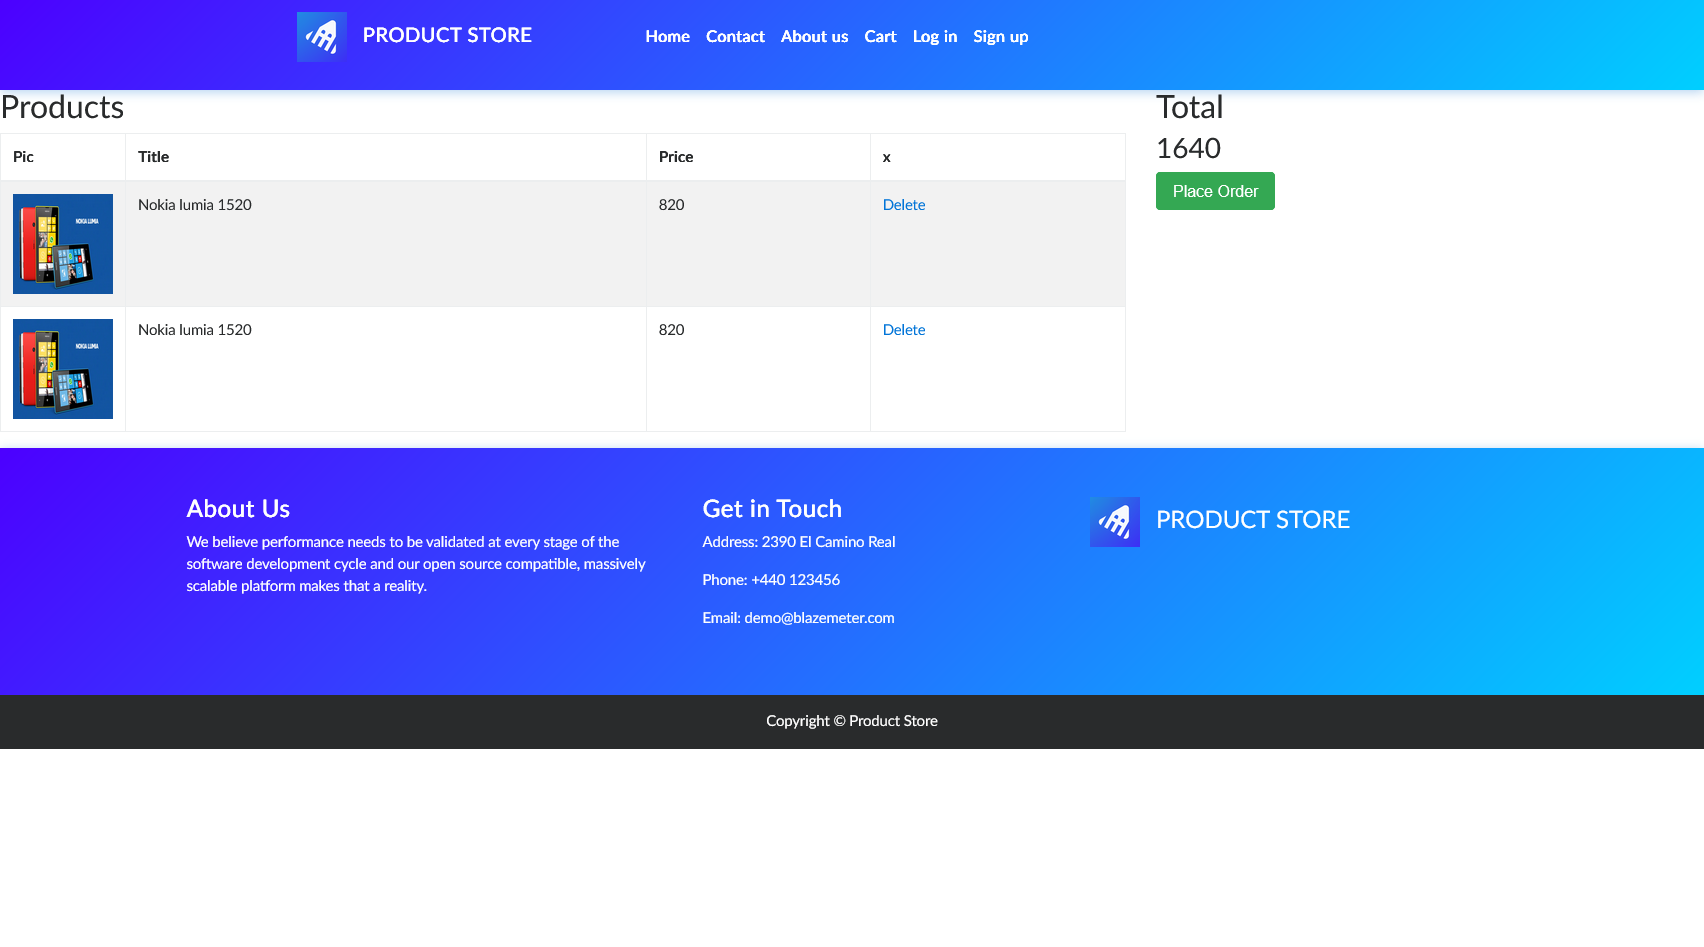 PRODUCT STORE
Home Contact About us Cart Log in Sign up
Products
Pic Title Price x
NOKIA LUMIA
Nokia lumia 1520 820 Delete
NOKIA LUMIA
Nokia lumia 1520 820 Delete
Total
1640
Place Order
About Us
We believe performance needs to be validated at every stage of the
software development cycle and our open source compatible, massively
scalable platform makes that a reality.
Get in Touch
Address: 2390 El Camino Real
Phone: +440 123456
Email: demo@blazemeter.com
PRODUCT STORE
Copyright © Product Store